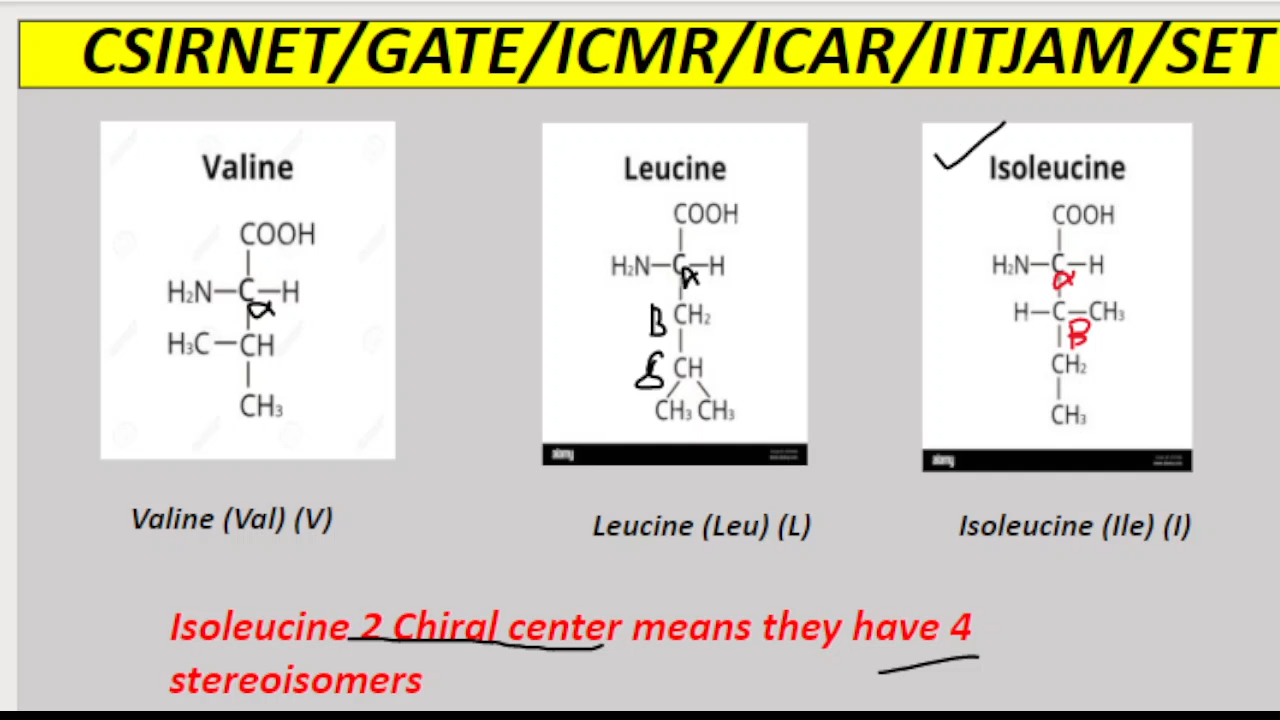 CSIRNET/GATE/ICMR/ICAR/IITJAM/SET
Valine
COOH
H₂N—C—H
α
H₃C—CH
CH₃
Leucine
COOH
H₂N—C—H
α
B CH₂
CH
CH₃ CH₃
alamy
Isoleucine
COOH
H₂N—C—H
α
H—C—CH₃
B
CH₂
CH₃
alamy
Valine (Val) (V)
Leucine (Leu) (L)
Isoleucine (Ile) (I)
Isoleucine 2 Chiral center means they have 4
stereoisomers